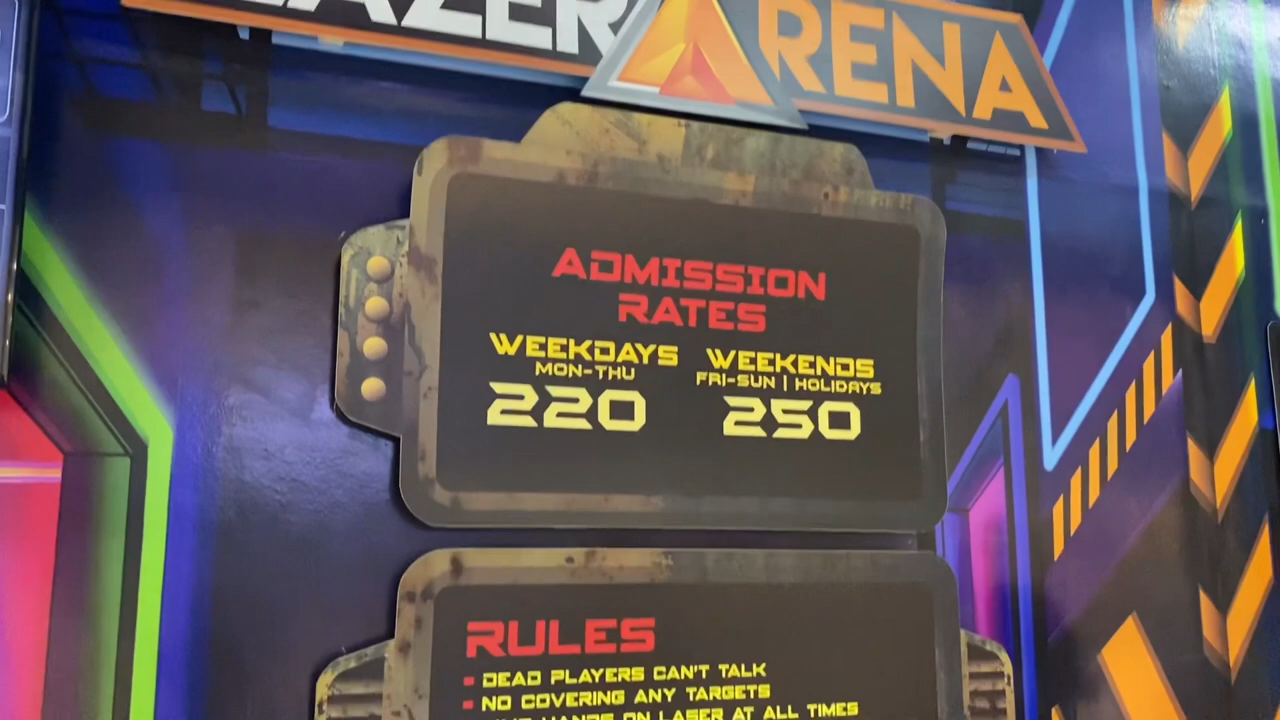 LAZER ARENA
ADMISSION
RATES
WEEKDAYS
MON-THU
220
WEEKENDS
FRI-SUN | HOLIDAYS
250
RULES
DEAD PLAYERS CAN'T TALK
NO COVERING ANY TARGETS
HANDS ON LASER AT ALL TIMES